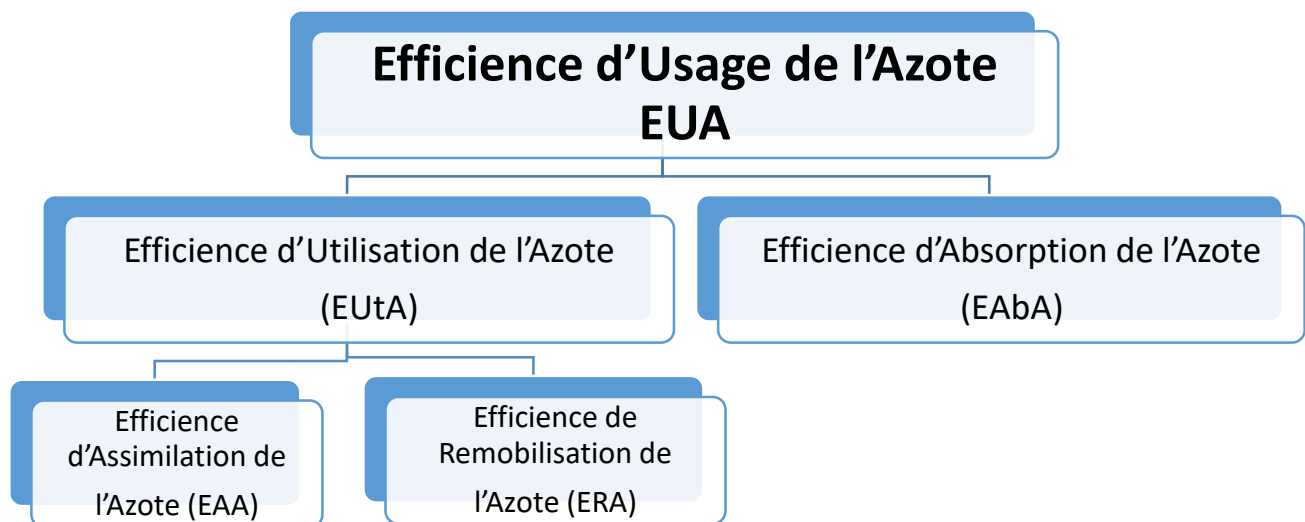 Efficience d’Usage de l’Azote
EUA
Efficience d’Utilisation de l’Azote
(EUtA)
Efficience d’Absorption de l’Azote
(EAbA)
Efficience
d’Assimilation de
l’Azote (EAA)
Efficience de
Remobilisation de
l’Azote (ERA)